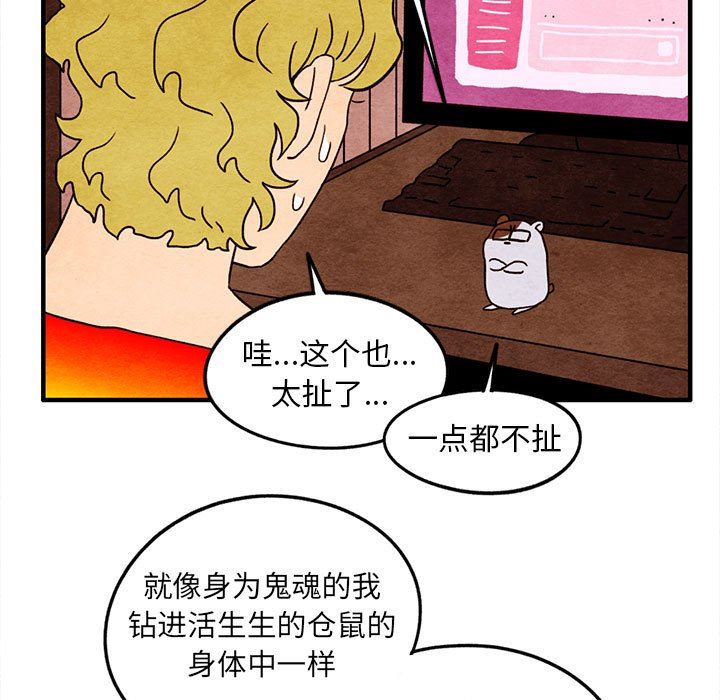 哇...这个也...
太扯了...
一点都不扯
就像身为鬼魂的我
钻进活生生的仓鼠的
身体中一样